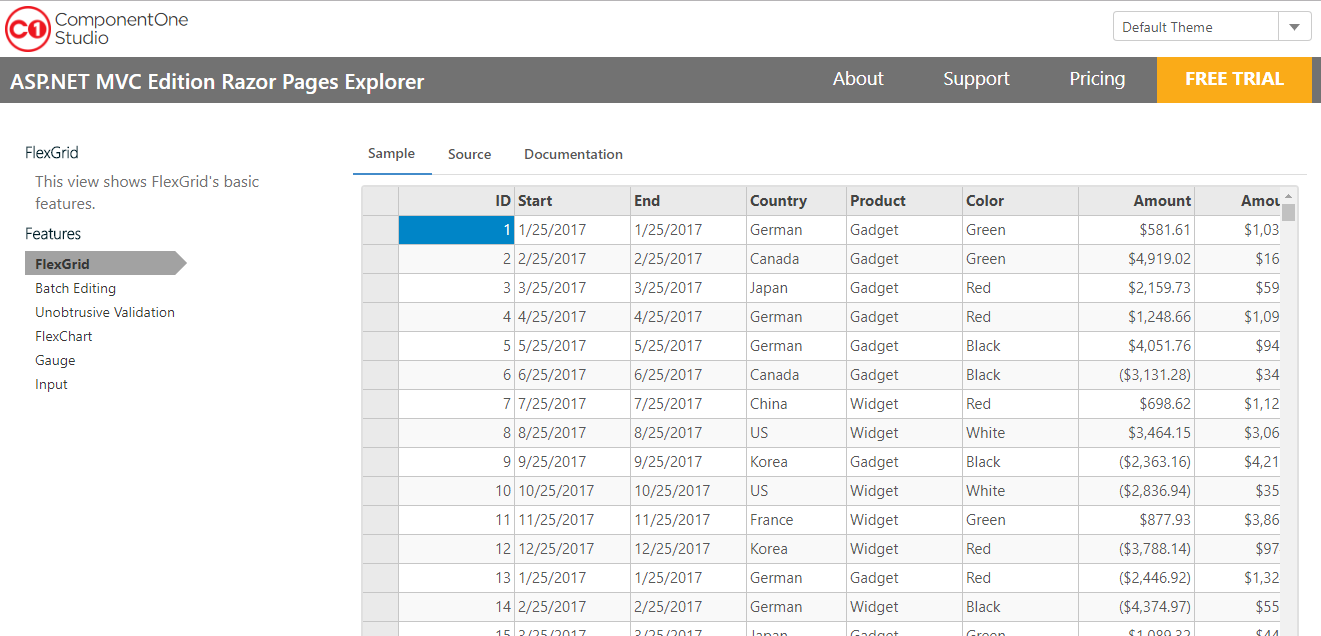 C1 ComponentOne
Studio
Default Theme
ASP.NET MVC Edition Razor Pages Explorer About Support Pricing FREE TRIAL
FlexGrid
This view shows FlexGrid's basic
features.
Features
FlexGrid
Batch Editing
Unobtrusive Validation
FlexChart
Gauge
Input
Sample Source Documentation
ID Start End Country Product Color Amount Amou
1 1/25/2017 1/25/2017 German Gadget Green $581.61 $1,03
2 2/25/2017 2/25/2017 Canada Gadget Green $4,919.02 $16
3 3/25/2017 3/25/2017 Japan Gadget Red $2,159.73 $59
4 4/25/2017 4/25/2017 German Gadget Red $1,248.66 $1,09
5 5/25/2017 5/25/2017 German Gadget Black $4,051.76 $94
6 6/25/2017 6/25/2017 Canada Gadget Black ($3,131.28) $34
7 7/25/2017 7/25/2017 China Widget Red $698.62 $1,12
8 8/25/2017 8/25/2017 US Widget White $3,464.15 $3,06
9 9/25/2017 9/25/2017 Korea Gadget Black ($2,363.16) $4,21
10 10/25/2017 10/25/2017 US Widget White ($2,836.94) $35
11 11/25/2017 11/25/2017 France Widget Green $877.93 $3,86
12 12/25/2017 12/25/2017 Korea Widget Red ($3,788.14) $97
13 1/25/2017 1/25/2017 German Gadget Red ($2,446.92) $1,32
14 2/25/2017 2/25/2017 German Widget Black ($4,374.97) $55
15 3/25/2017 3/25/2017 Japan Gadget Green $1,089.32 $44